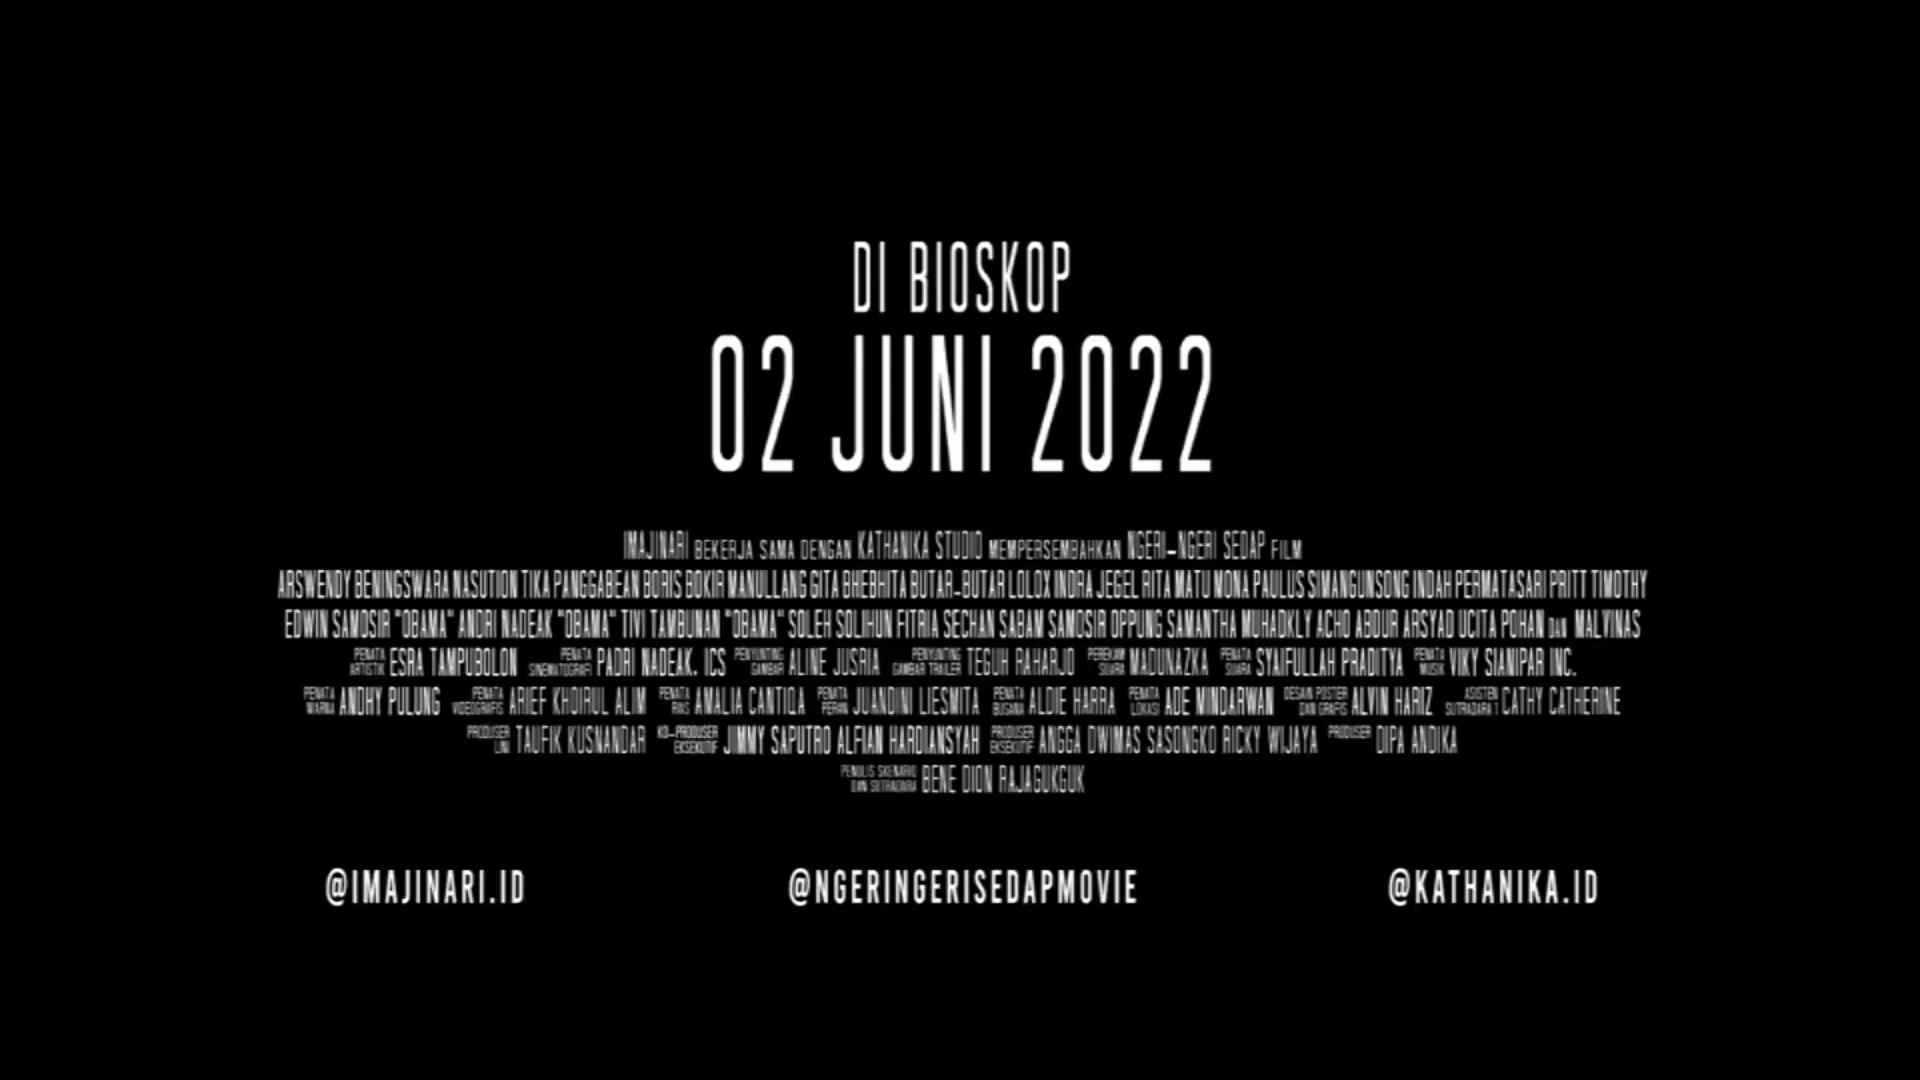 DI BIOSKOP
02 JUNI 2022
IMAJINARI BEKERJA SAMA DENGAN KATHANIKA STUDIO MEMPERSEMBAHKAN NGERI-NGERI SEDAP FILM
ARSWENDY BENINGSWARA NASUTION TIKA PANGGABEAN BORIS BOKIR MANULLANG GITA BHEBHITA BUTAR-BUTAR LOLOX INDRA JEGEL RITA MATU MONA PAULUS SIMANGUNSONG INDAH PERMATASARI PRITT TIMOTHY
EDWIN SAMOSIR "OBAMA" ANDRI NADEAK "OBAMA" TIVI TAMBUNAN "OBAMA" SOLEH SOLIHUN FITRIA SECHAN SABAM SAMOSIR OPPUNG SAMANTHA MUHADKLY ACHO ABDUR ARSYAD UCITA POHAN DAN MALVINAS
PENATA ARTISTIK ESRA TAMPUBOLON PENATA SINEMATOGRAFI PADRI NADEAK. ICS PENYUNTING GAMBAR ALINE JUSRIA PENYUNTING GAMBAR TRAILER TEGUH RAHARJO PEREKAM SUARA MADUNAZKA PENATA SUARA SYAIFULLAH PRADITYA PENATA MUSIK VIKY SIANIPAR INC.
PENATA WARNA ANDHY PULUNG PENATA VIDEOGRAFIS ARIEF KHOIRUL ALIM PENATA RIAS AMALIA CANTIQA PENATA PERAN JUANDINI LIESMITA PENATA BUSANA ALDIE HARRA PENATA LOKASI ADE MINDARWAN DESAIN POSTER DAN GRAFIS ALVIN HARIZ ASISTEN SUTRADARA 1 CATHY CATHERINE
PRODUSER LINI TAUFIK KUSNANDAR KO-PRODUSER EKSEKUTIF JIMMY SAPUTRO ALFIAN HARDIANSYAH PRODUSER EKSEKUTIF ANGGA DWIMAS SASONGKO RICKY WIJAYA PRODUSER DIPA ANDIKA
PENULIS SKENARIO DAN SUTRADARA BENE DION RAJAGUKGUK
@IMAJINARI.ID @NGERINGERISEDAPMOVIE @KATHANIKA.ID